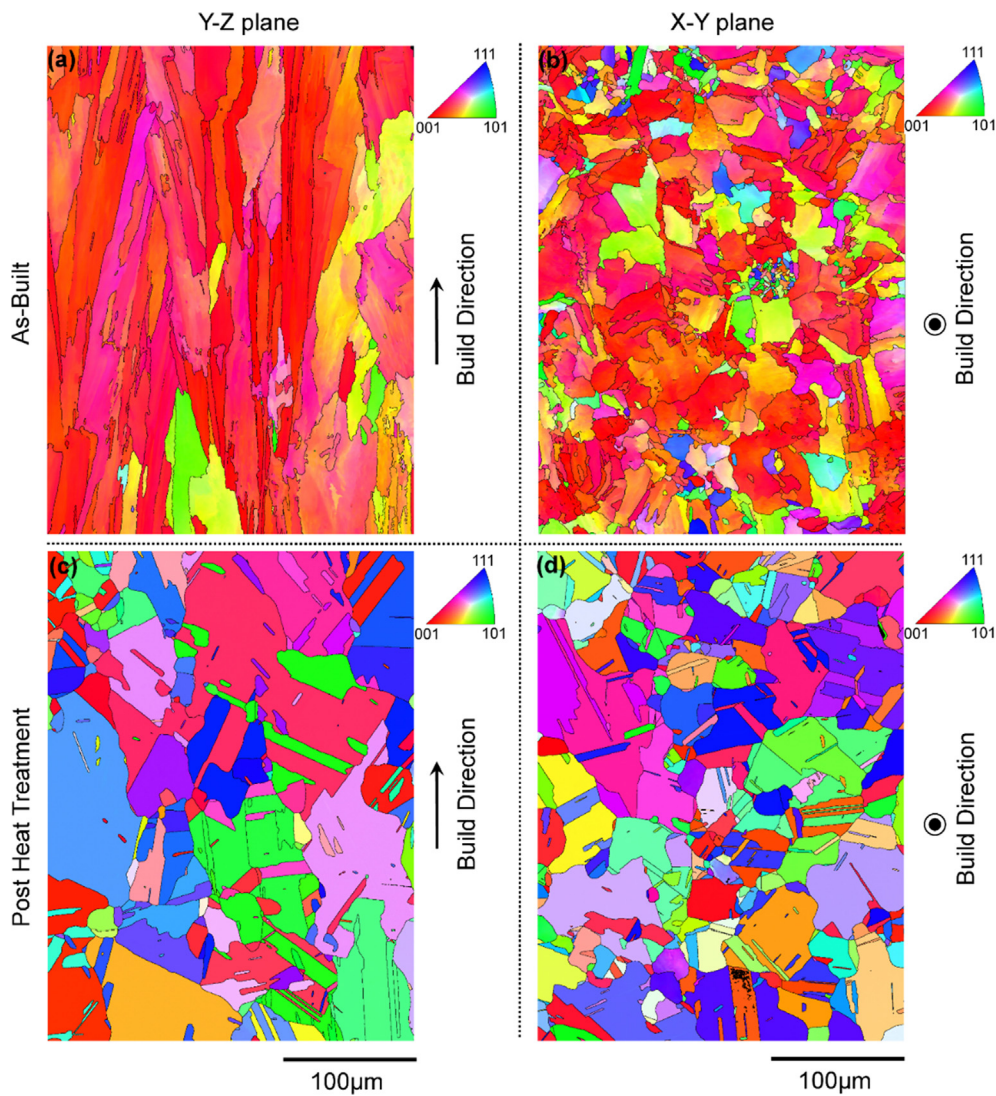 Y-Z plane
X-Y plane
As-Built
(a)
111
001
101
Build Direction
(b)
111
001
101
Build Direction
Post Heat Treatment
(c)
111
001
101
Build Direction
(d)
111
001
101
Build Direction
100μm
100μm